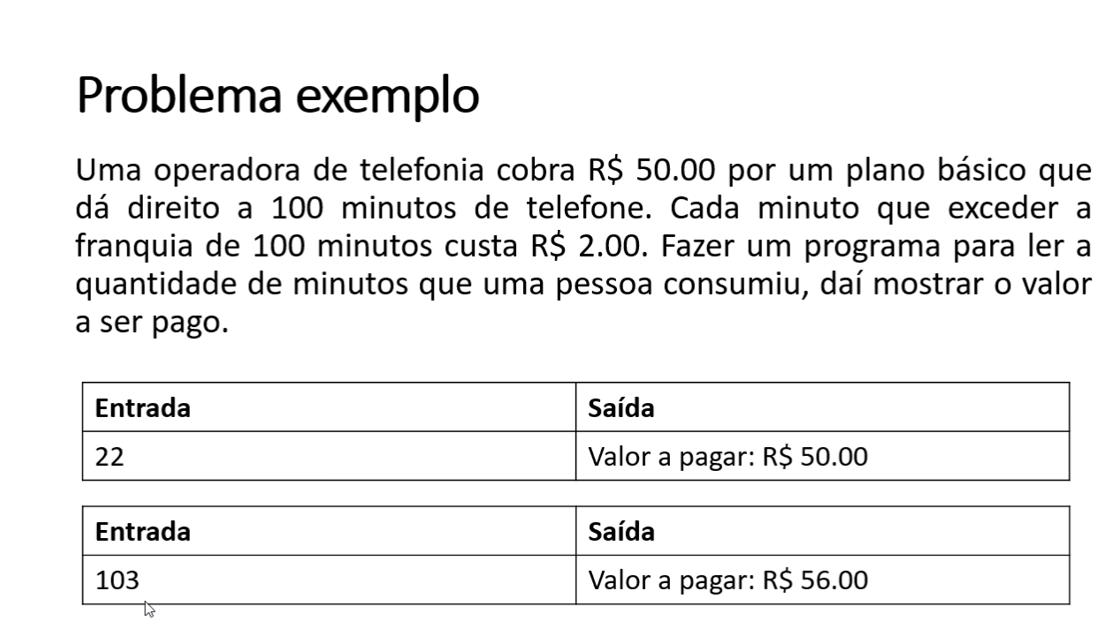 Problema exemplo
Uma operadora de telefonia cobra R$ 50.00 por um plano básico que
dá direito a 100 minutos de telefone. Cada minuto que exceder a
franquia de 100 minutos custa R$ 2.00. Fazer um programa para ler a
quantidade de minutos que uma pessoa consumiu, daí mostrar o valor
a ser pago.
Entrada Saída
22 Valor a pagar: R$ 50.00
Entrada Saída
103 Valor a pagar: R$ 56.00